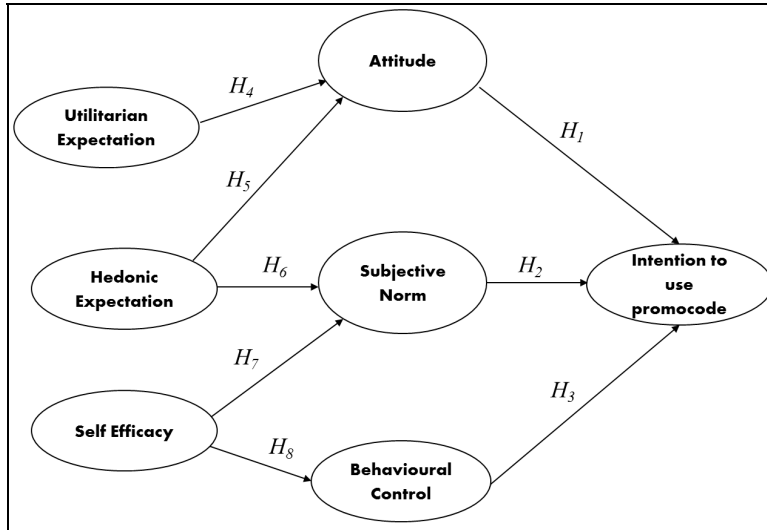 Attitude
Utilitarian
Expectation
H4
H1
H5
Hedonic
Expectation
H6
Subjective
Norm
H2
Intention to
use
promocode
H7
H3
Self Efficacy
H8
Behavioural
Control